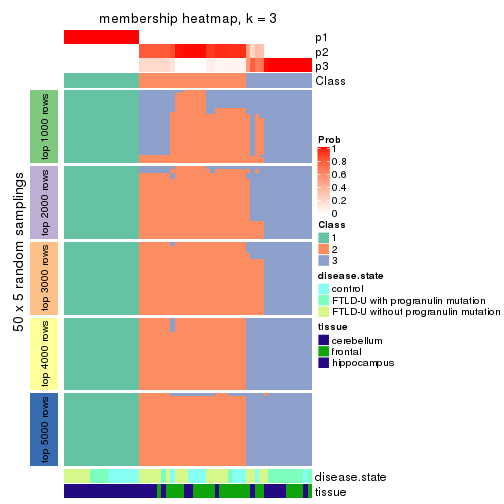 membership heatmap, k = 3
p1
p2
p3
Class
50 x 5 random samplings
top 1000 rows
top 2000 rows
top 3000 rows
top 4000 rows
top 5000 rows
Prob
1
0.8
0.6
0.4
0.2
0
Class
1
2
3
disease.state
control
FTLD-U with progranulin mutation
FTLD-U without progranulin mutation
tissue
cerebellum
frontal
hippocampus
disease.state
tissue